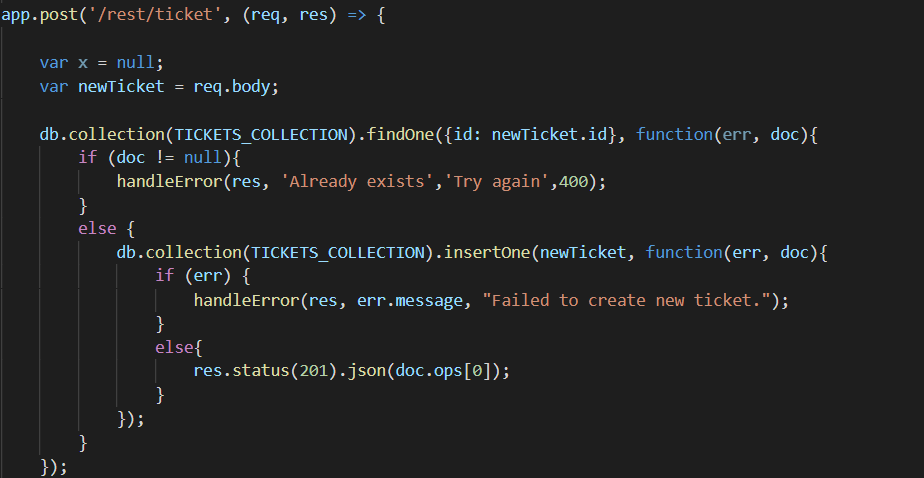 app.post('/rest/ticket', (req, res) => {
var x = null;
var newTicket = req.body;
db.collection(TICKETS_COLLECTION).findOne({id: newTicket.id}, function(err, doc){
if (doc != null){
handleError(res, 'Already exists','Try again',400);
}
else {
db.collection(TICKETS_COLLECTION).insertOne(newTicket, function(err, doc){
if (err) {
handleError(res, err.message, "Failed to create new ticket.");
}
else{
res.status(201).json(doc.ops[0]);
}
});
}
});